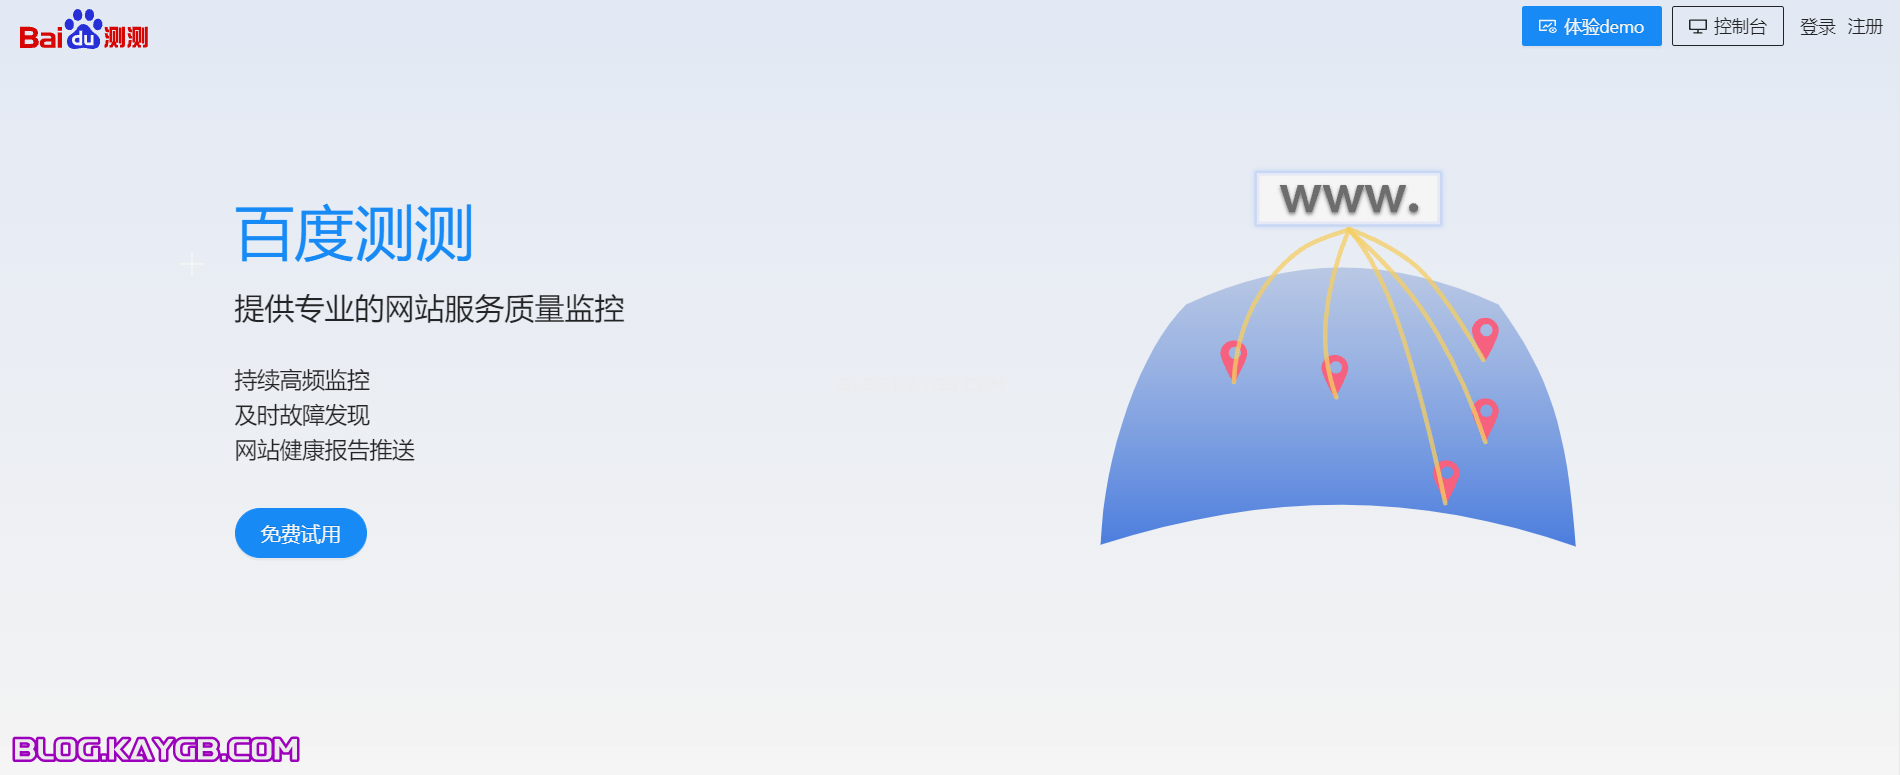 Bai du 测测
体验demo 控制台 登录 注册
百度测测
提供专业的网站服务质量监控
持续高频监控
及时故障发现
网站健康报告推送
免费试用
www.
BLOG.KAYGB.COM